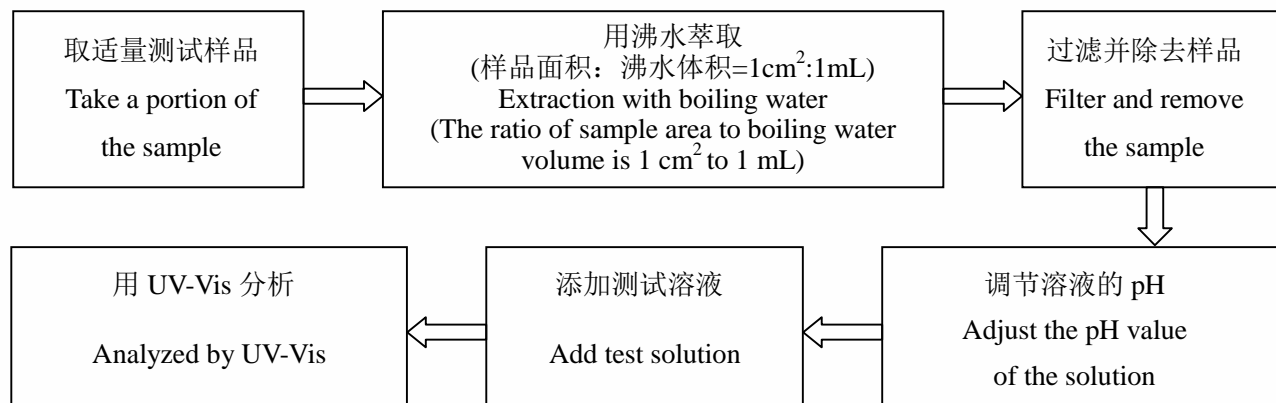 取适量测试样品
Take a portion of
the sample
用沸水萃取
(样品面积：沸水体积=1cm²:1mL)
Extraction with boiling water
(The ratio of sample area to boiling water
volume is 1 cm² to 1 mL)
过滤并除去样品
Filter and remove
the sample
调节溶液的 pH
Adjust the pH value
of the solution
添加测试溶液
Add test solution
用 UV-Vis 分析
Analyzed by UV-Vis